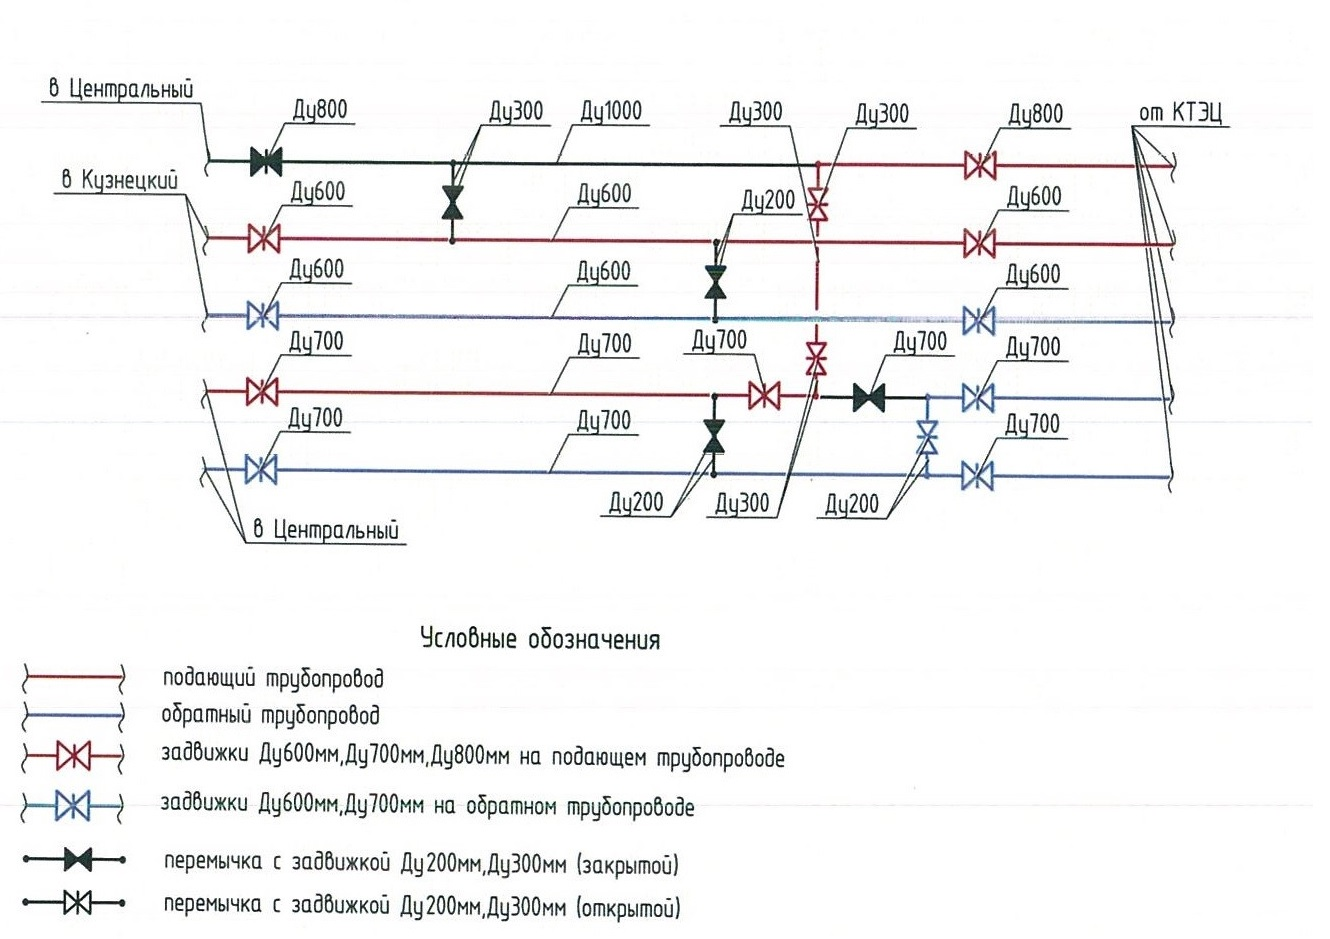 в Центральный
Ду800
Ду300
Ду1000
Ду300
Ду300
Ду800
от КТЭЦ
в Кузнецкий
Ду600
Ду600
Ду200
Ду600
Ду600
Ду600
Ду600
Ду700
Ду700
Ду700
Ду700
Ду700
Ду700
Ду700
Ду700
Ду200
Ду300
Ду200
в Центральный
Условные обозначения
подающий трубопровод
обратный трубопровод
задвижки Ду600мм,Ду700мм,Ду800мм на подающем трубопроводе
задвижки Ду600мм,Ду700мм на обратном трубопроводе
перемычка с задвижкой Ду200мм,Ду300мм (закрытой)
перемычка с задвижкой Ду200мм,Ду300мм (открытой)